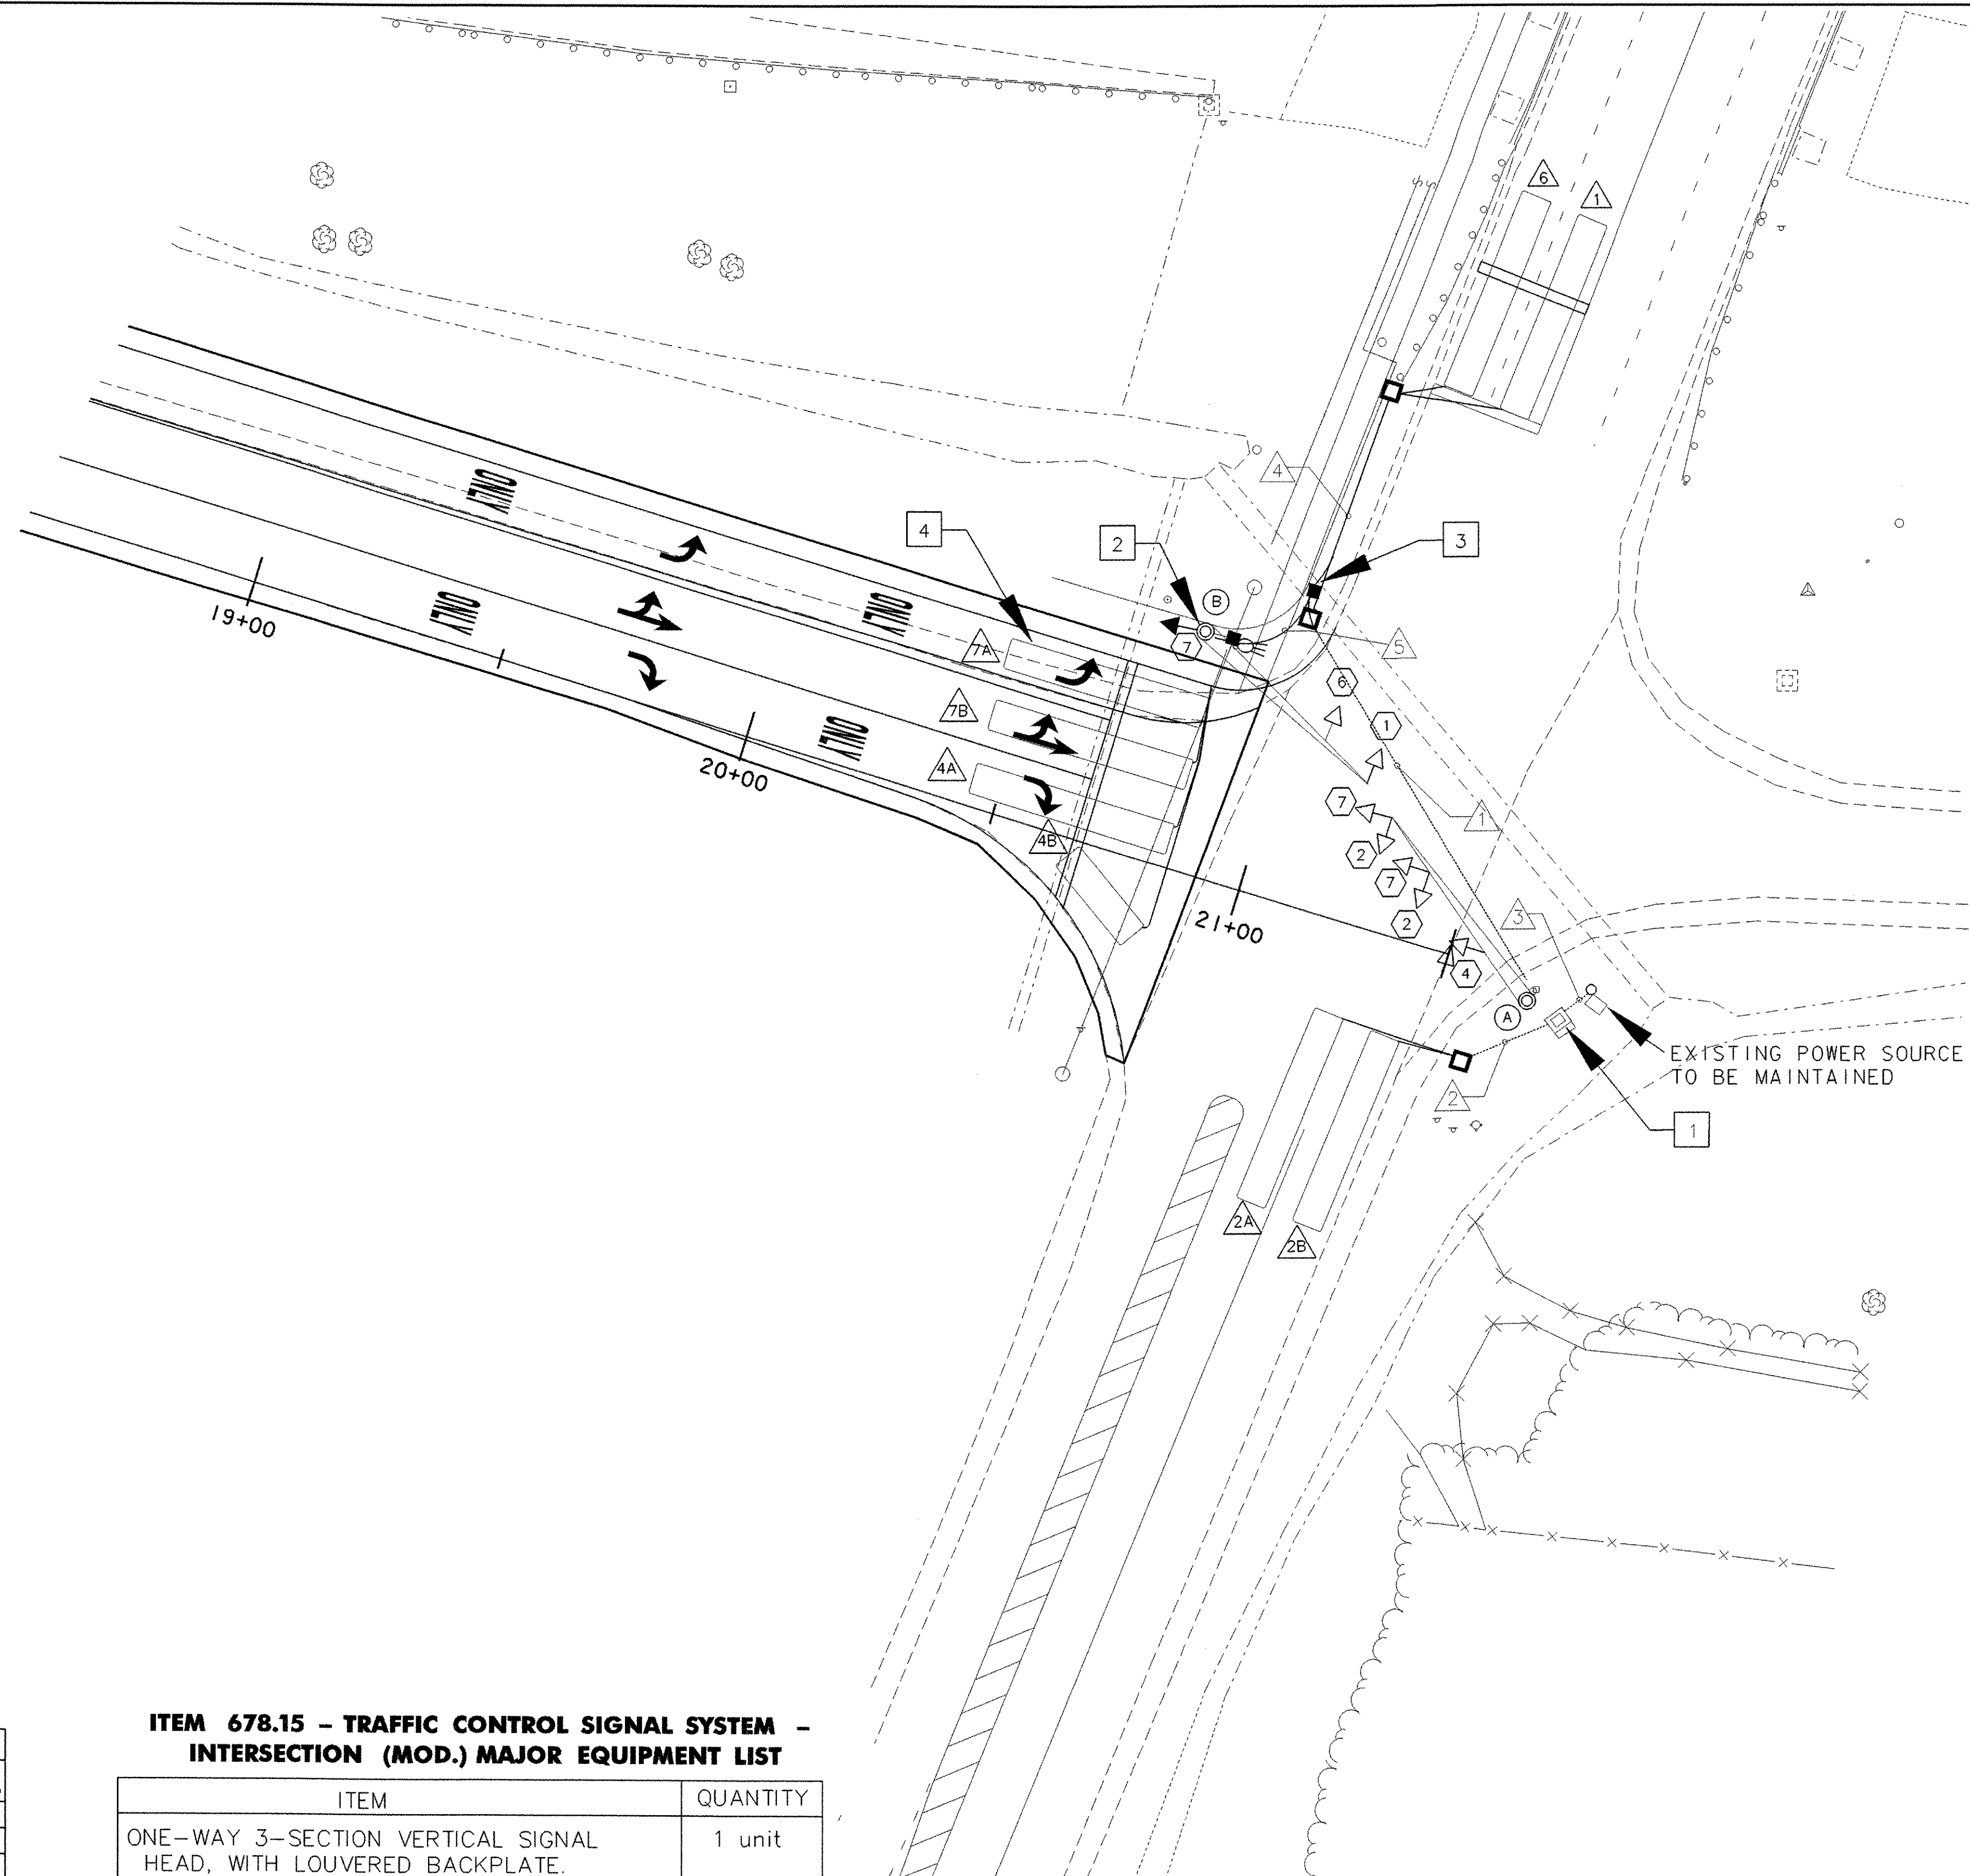 6
1
4
4
2
3
B
7
7A
5
ONLY
ONLY
ONLY
ONLY
19+00
20+00
21+00
6
1
7B
7
1
4A
4B
2
7
2
3
4
A
EXISTING POWER SOURCE
TO BE MAINTAINED
2
1
2A
2B
ITEM 678.15 – TRAFFIC CONTROL SIGNAL SYSTEM –
INTERSECTION (MOD.) MAJOR EQUIPMENT LIST
ITEM QUANTITY
ONE–WAY 3–SECTION VERTICAL SIGNAL 1 unit
HEAD, WITH LOUVERED BACKPLATE.